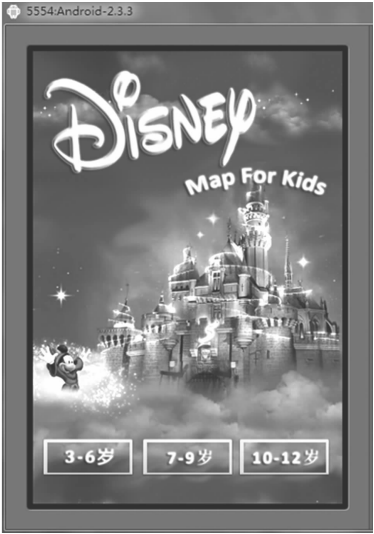 5554:Android-2.3.3
DISNEY
Map For Kids
3-6岁
7-9岁
10-12岁